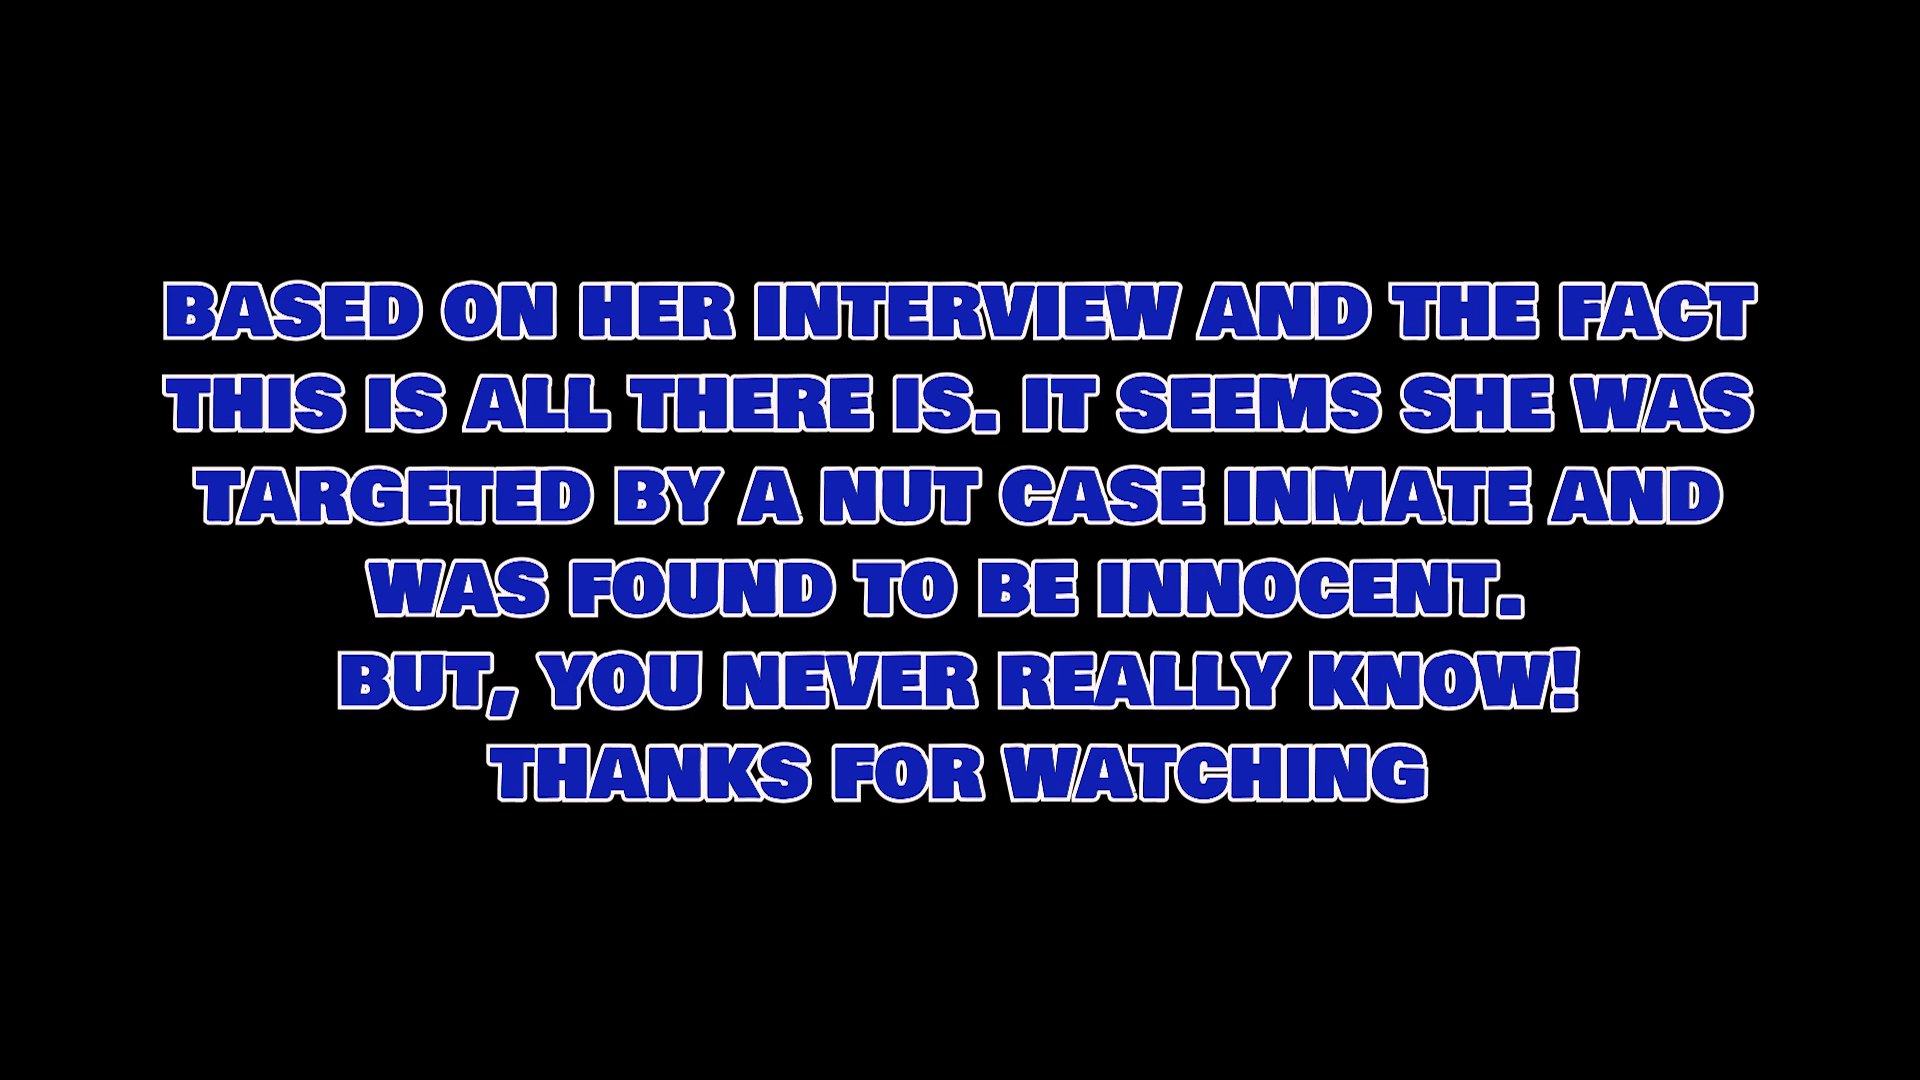 BASED ON HER INTERVIEW AND THE FACT
THIS IS ALL THERE IS. IT SEEMS SHE WAS
TARGETED BY A NUT CASE INMATE AND
WAS FOUND TO BE INNOCENT.
BUT, YOU NEVER REALLY KNOW!
THANKS FOR WATCHING